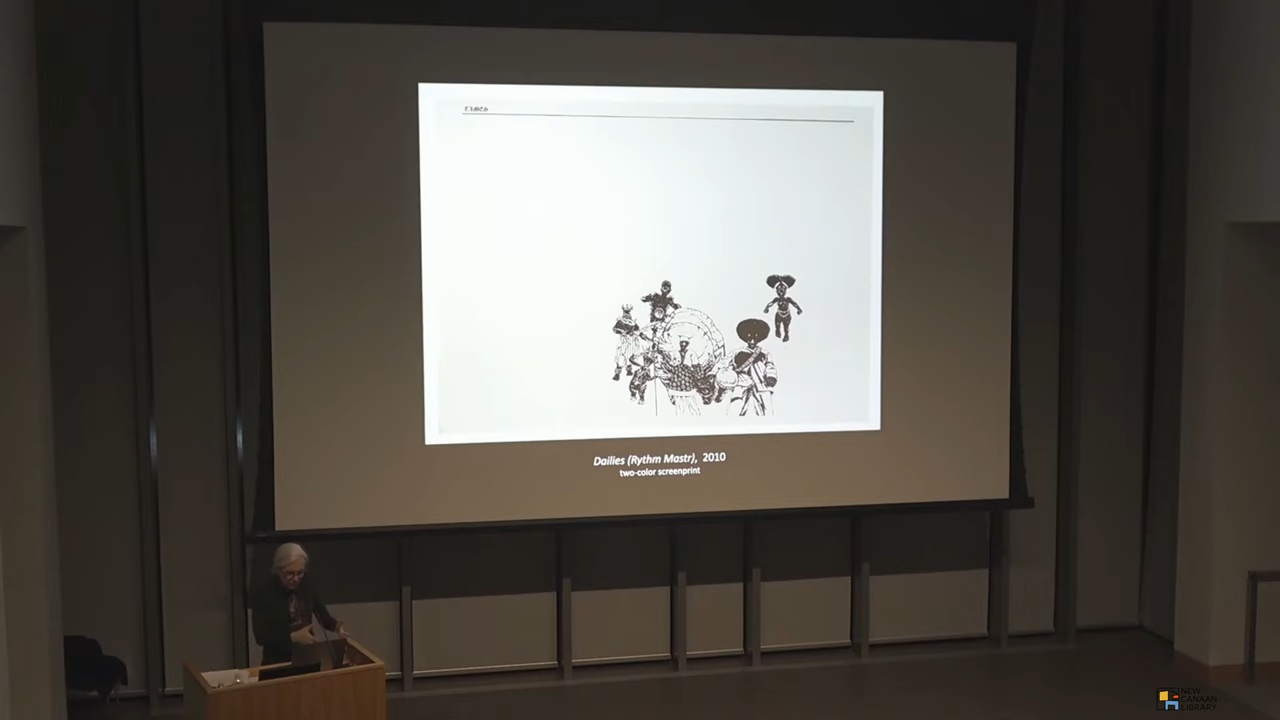 Dailies (Rythm Mastr), 2010
two-color screenprint
NEW
CANAAN
LIBRARY